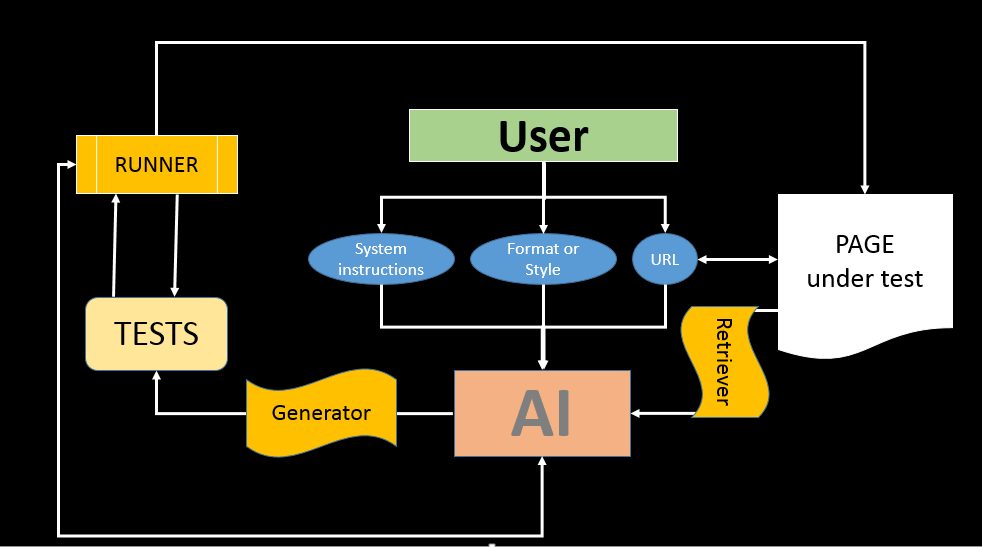 User
RUNNER
System
instructions
Format or
Style
URL
PAGE
under test
TESTS
Retriever
Generator
AI